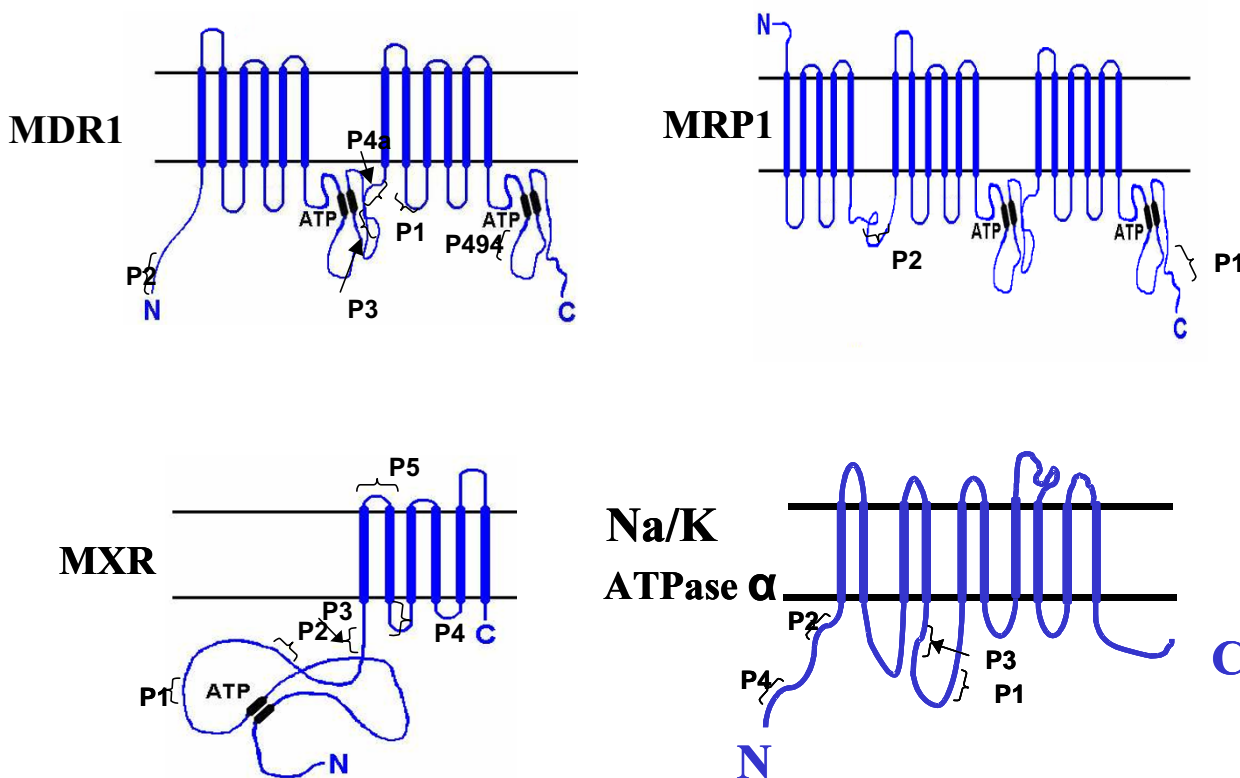 MDR1
P4a
ATP
P1
ATP
P494
P2
N
P3
C
N
MRP1
P2
ATP
ATP
P1
C
MXR
P5
P3
P2
P4
C
P1
ATP
N
Na/K
ATPase α
P2
P3
P4
P1
N
C